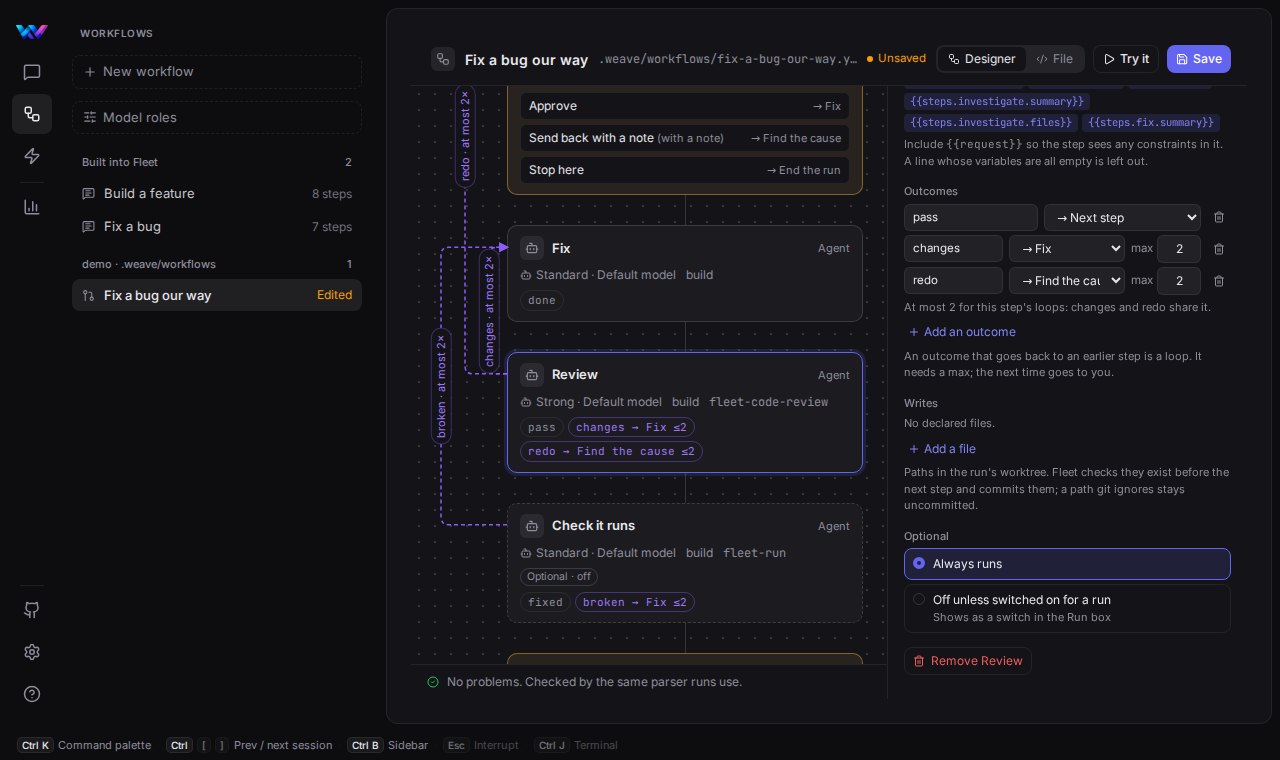 WORKFLOWS
New workflow
Model roles
Built into Fleet 2
Build a feature 8 steps
Fix a bug 7 steps
demo · .weave/workflows 1
Fix a bug our way Edited
Fix a bug our way .weave/workflows/fix-a-bug-our-way.y… Unsaved Designer File Try it Save
Approve → Fix
Send back with a note (with a note) → Find the cause
Stop here → End the run
redo · at most 2×
Fix Agent
Standard · Default model build
done
changes · at most 2×
broken · at most 2×
Review Agent
Strong · Default model build fleet-code-review
pass changes → Fix ≤2
redo → Find the cause ≤2
Check it runs Agent
Standard · Default model build fleet-run
Optional · off
fixed broken → Fix ≤2
No problems. Checked by the same parser runs use.
{{steps.investigate.summary}}
{{steps.investigate.files}} {{steps.fix.summary}}
Include {{request}} so the step sees any constraints in it.
A line whose variables are all empty is left out.
Outcomes
pass → Next step
changes → Fix max 2
redo → Find the cau max 2
At most 2 for this step's loops: changes and redo share it.
+ Add an outcome
An outcome that goes back to an earlier step is a loop. It
needs a max; the next time goes to you.
Writes
No declared files.
+ Add a file
Paths in the run's worktree. Fleet checks they exist before the
next step and commits them; a path git ignores stays
uncommitted.
Optional
Always runs
Off unless switched on for a run
Shows as a switch in the Run box
Remove Review
Ctrl K Command palette Ctrl [ ] Prev / next session Ctrl B Sidebar Esc Interrupt Ctrl J Terminal